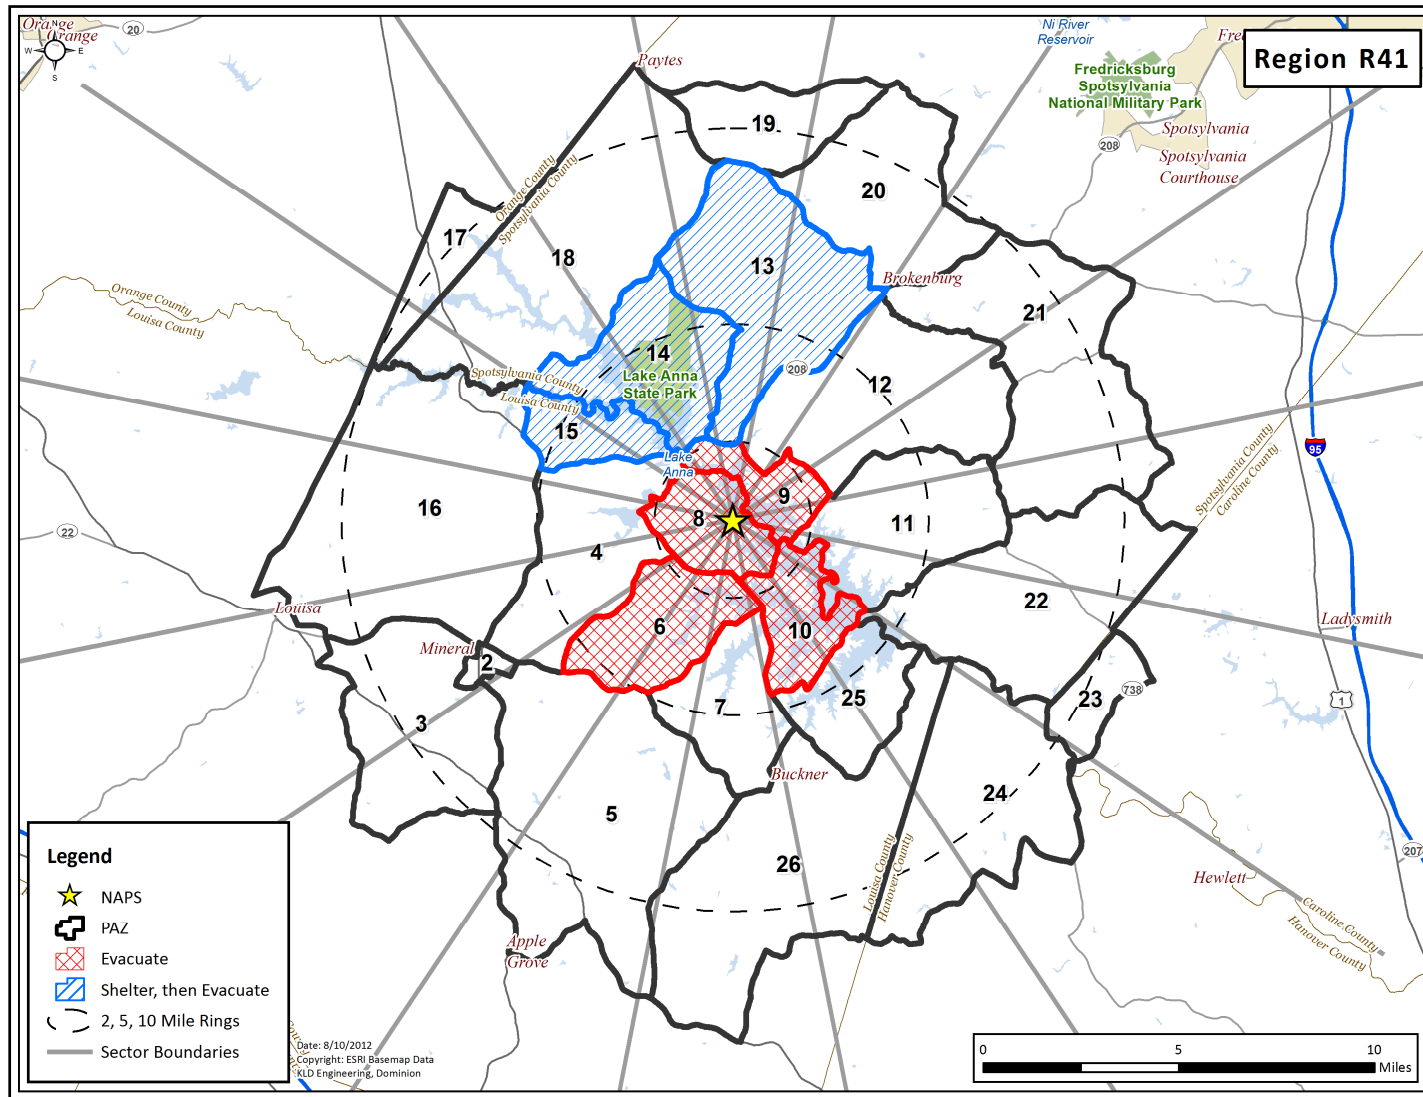 Orange
Orange
N
W
E
S
20
Paytes
Ni River
Reservoir
Region R41
Fredricksburg
Spotsylvania
National Military Park
Spotsylvania
208
Spotsylvania
Courthouse
19
20
Orange County
Spotsylvania County
17
18
13
Brokenburg
21
Orange County
Louisa County
14
Lake Anna
State Park
208
12
Spotsylvania County
Louisa County
15
Lake
Anna
Spotsylvania County
Caroline County
95
16
9
8
11
22
4
Louisa
22
Ladysmith
6
10
Mineral
2
738
23
25
7
1
3
Buckner
24
5
26
Louisa County
Hanover County
207
Hewlett
Caroline County
Hanover County
Apple
Grove
Legend
NAPS
PAZ
Evacuate
Shelter, then Evacuate
2, 5, 10 Mile Rings
Sector Boundaries
Date: 8/10/2012
Copyright: ESRI Basemap Data
KLD Engineering, Dominion
0 5 10
Miles